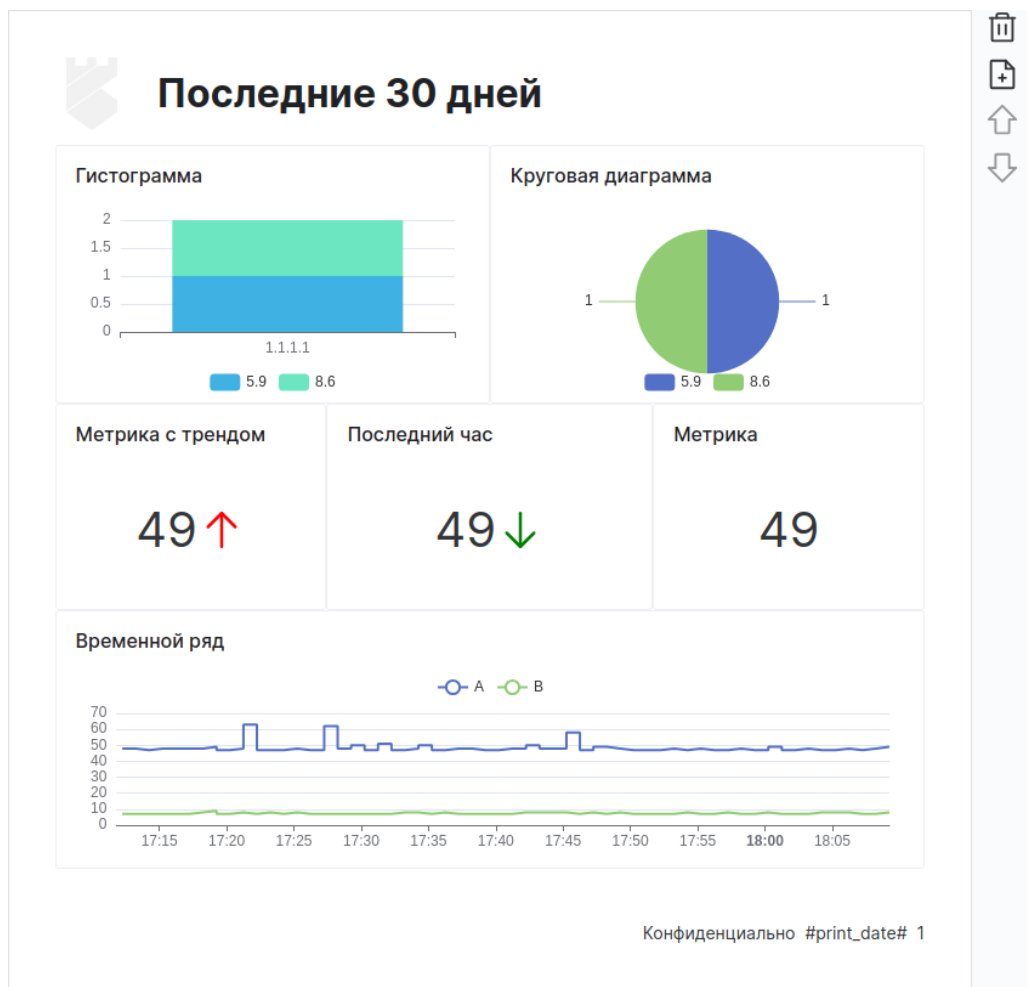 Последние 30 дней
Гистограмма
2
1.5
1
0.5
0
1.1.1.1
5.9 8.6
Круговая диаграмма
1 1
5.9 8.6
Метрика с трендом
49
Последний час
49
Метрика
49
Временной ряд
A B
70
60
50
40
30
20
10
0
17:15 17:20 17:25 17:30 17:35 17:40 17:45 17:50 17:55 18:00 18:05
Конфиденциально #print_date# 1